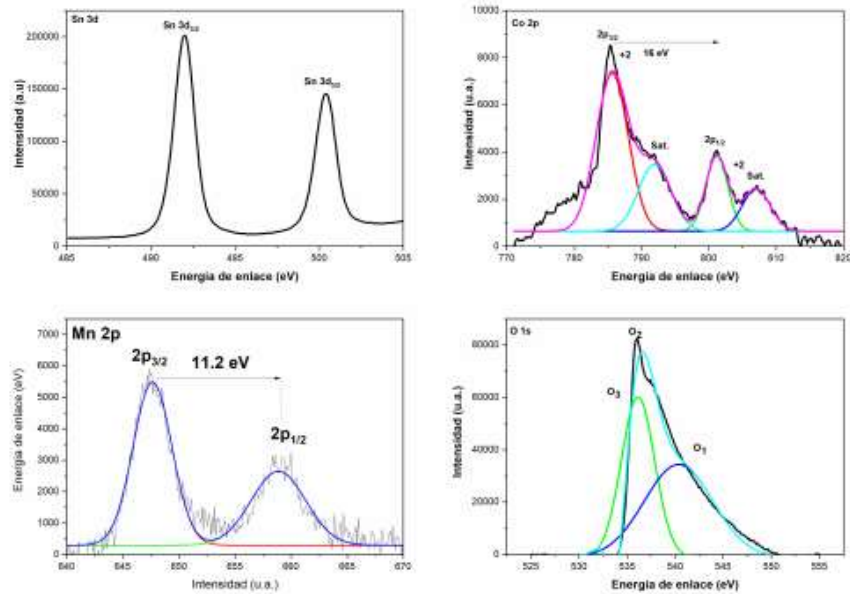 Sn 3d
Sn 3d5/2
Sn 3d3/2
200000
150000
100000
50000
0
Intensidad (a.u)
485 490 495 500 505
Energia de enlace (eV)
Co 2p
2p3/2
+2
16 eV
Sat.
2p1/2
+2
Sat.
10000
8000
6000
4000
2000
0
Intensidad (u.a.)
770 780 790 800 810 820
Energia de enlace (eV)
Mn 2p
2p3/2
11.2 eV
2p1/2
7000
6000
5000
4000
3000
2000
1000
0
Energia de enlace (eV)
640 645 650 655 660 665 670
Intensidad (u.a.)
O 1s
O2
O3
O1
80000
60000
40000
20000
0
Intensidad (u.a.)
525 530 535 540 545 550 555
Energia de enlace (eV)